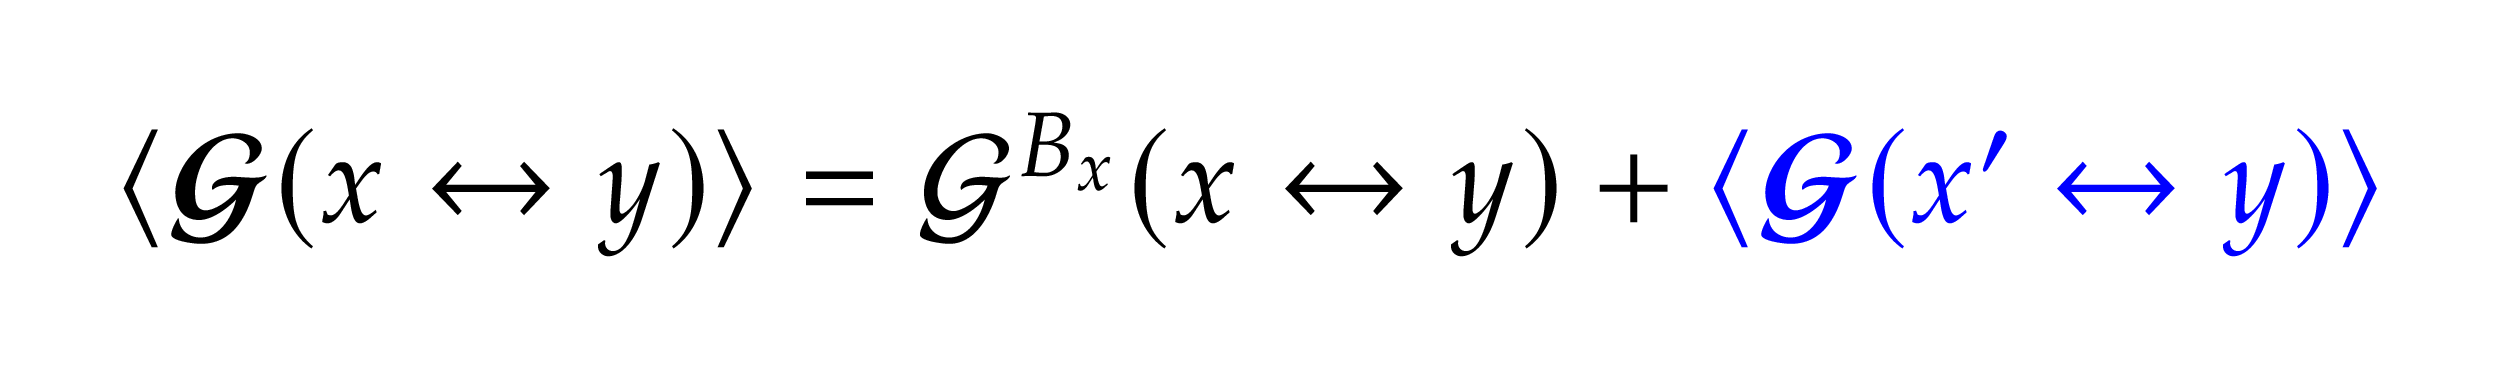 ⟨𝓖(x ↔ y)⟩ = 𝒢^{B_x}(x ↔ y) + ⟨𝓖(x′ ↔ y)⟩